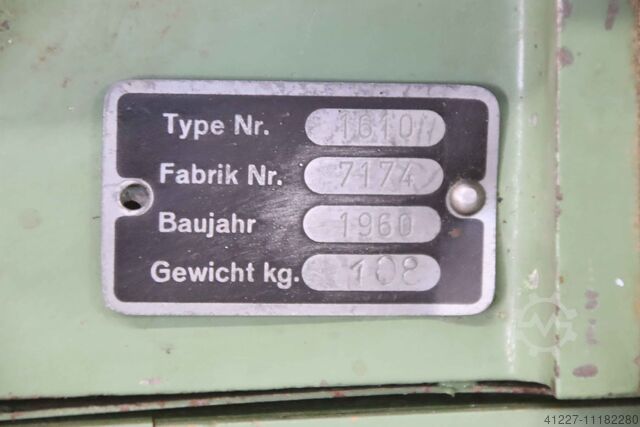 Type Nr. 1610//
Fabrik Nr. 7174
Baujahr 1960
Gewicht kg. 108
41227-11182280